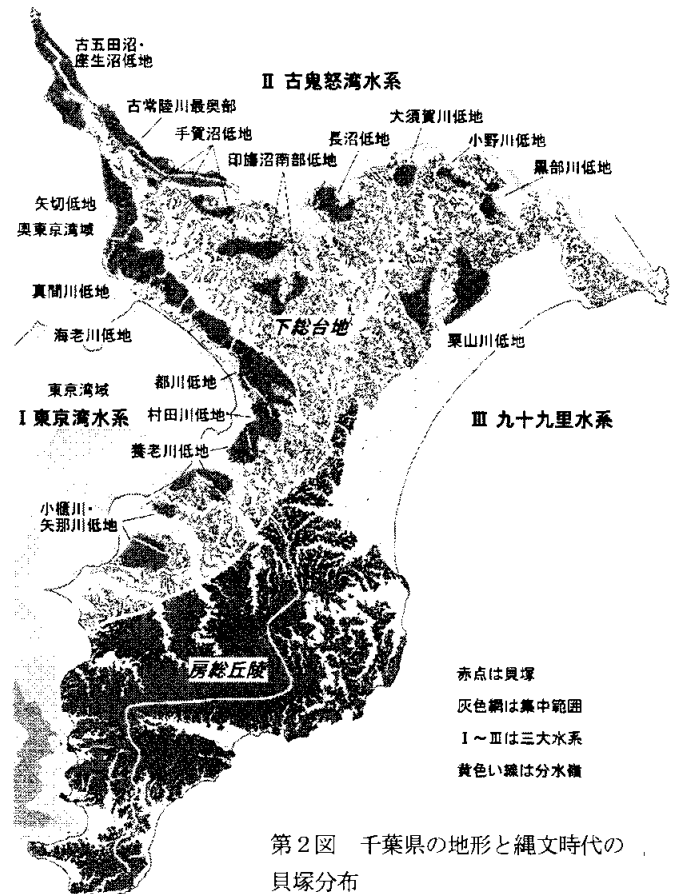 古五田沼・
座生沼低地
II 古鬼怒湾水系
古常陸川最奥部
手賀沼低地
印旛沼南部低地
長沼低地
大須賀川低地
小野川低地
黒部川低地
矢切低地
奥東京湾域
真間川低地
海老川低地
下総台地
栗山川低地
東京湾域
都川低地
I 東京湾水系
村田川低地
III 九十九里水系
養老川低地
小櫃川・
矢那川低地
房総丘陵
赤点は貝塚
灰色網は集中範囲
I～IIIは三大水系
黄色い線は分水嶺
第2図 千葉県の地形と縄文時代の
貝塚分布